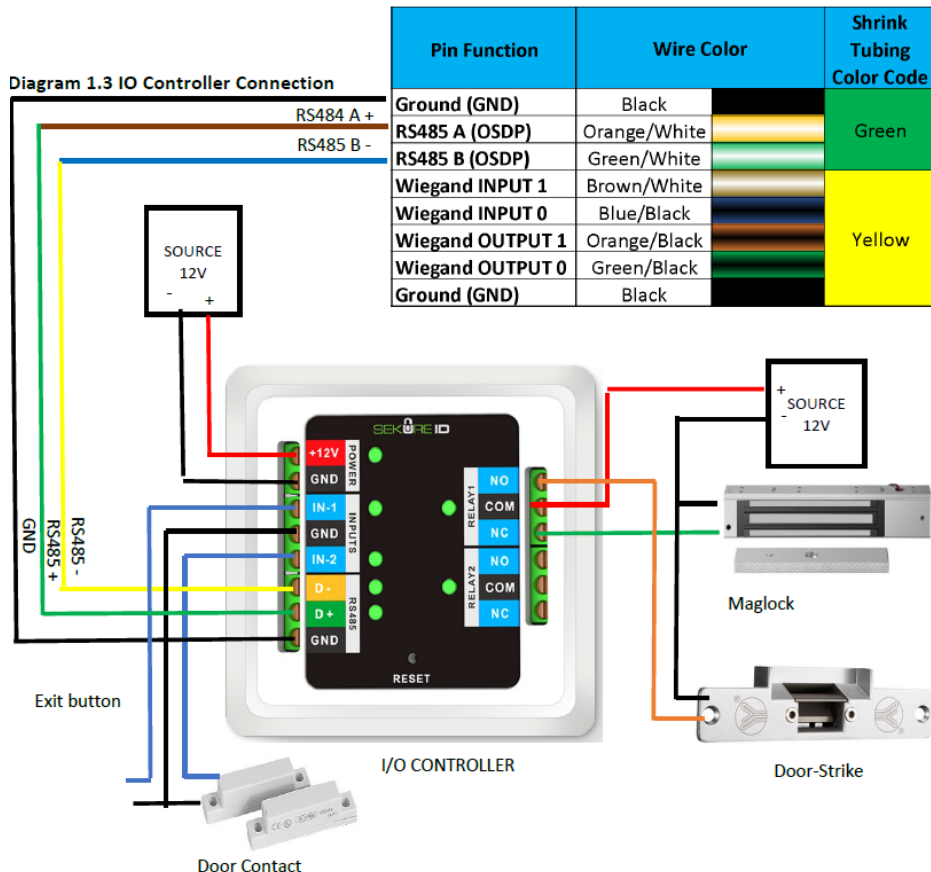 Diagram 1.3 IO Controller Connection
Pin Function
Wire Color
Shrink
Tubing
Color Code
Ground (GND)
Black
RS485 A (OSDP)
Orange/White
Green
RS485 B (OSDP)
Green/White
Wiegand INPUT 1
Brown/White
Wiegand INPUT 0
Blue/Black
Wiegand OUTPUT 1
Orange/Black
Yellow
Wiegand OUTPUT 0
Green/Black
Ground (GND)
Black
RS484 A +
RS485 B -
SOURCE
12V
- +
GND
RS485 +
RS485 -
SEKURE ID
+12V
GND
POWER
IN-1
GND
IN-2
INPUTS
D -
D +
GND
RS485
NO
COM
NC
RELAY1
NO
COM
NC
RELAY2
RESET
I/O CONTROLLER
+
-
SOURCE
12V
Maglock
Door-Strike
Exit button
Door Contact